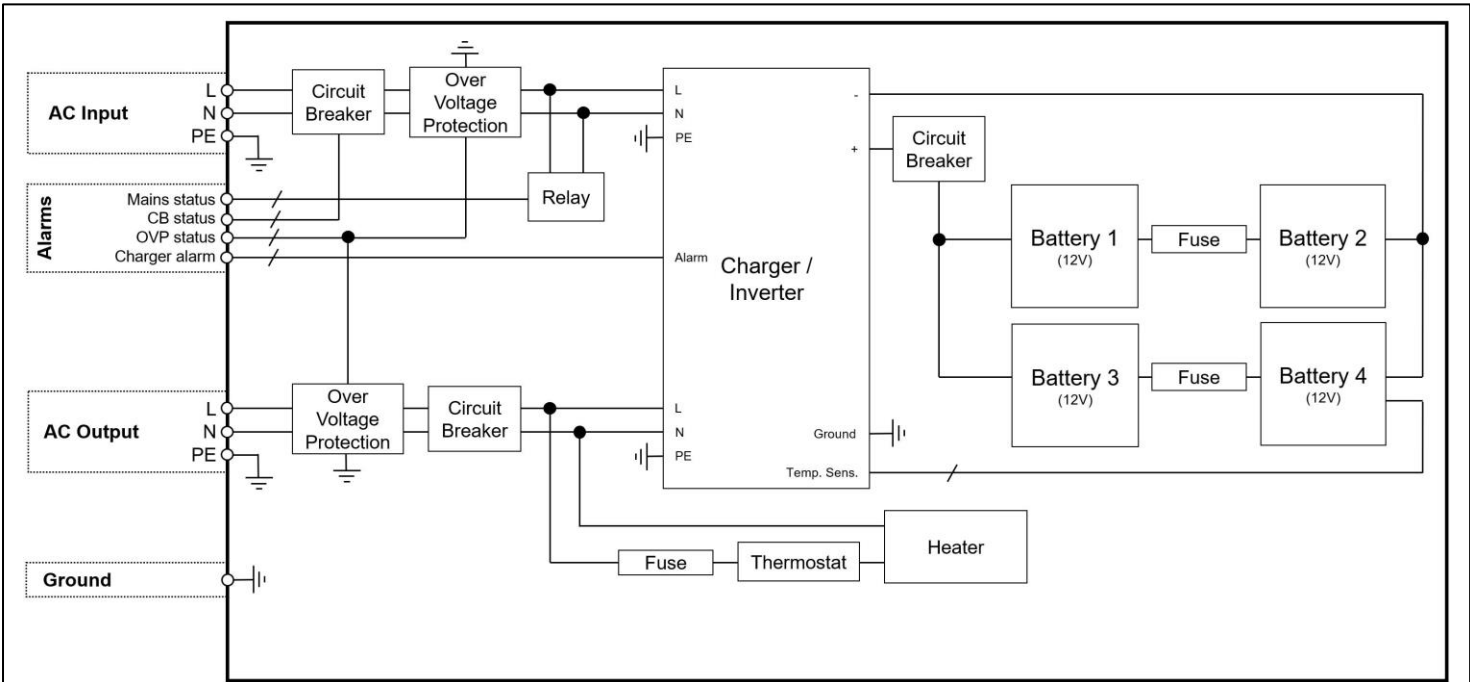 AC Input
L
N
PE
Circuit
Breaker
Over
Voltage
Protection
L
N
PE
-
+
Circuit
Breaker
Alarms
Mains status
CB status
OVP status
Charger alarm
Relay
Alarm
Charger /
Inverter
Battery 1
(12V)
Fuse
Battery 2
(12V)
Battery 3
(12V)
Fuse
Battery 4
(12V)
AC Output
L
N
PE
Over
Voltage
Protection
Circuit
Breaker
L
N
PE
Ground
Temp. Sens.
Fuse
Thermostat
Heater
Ground